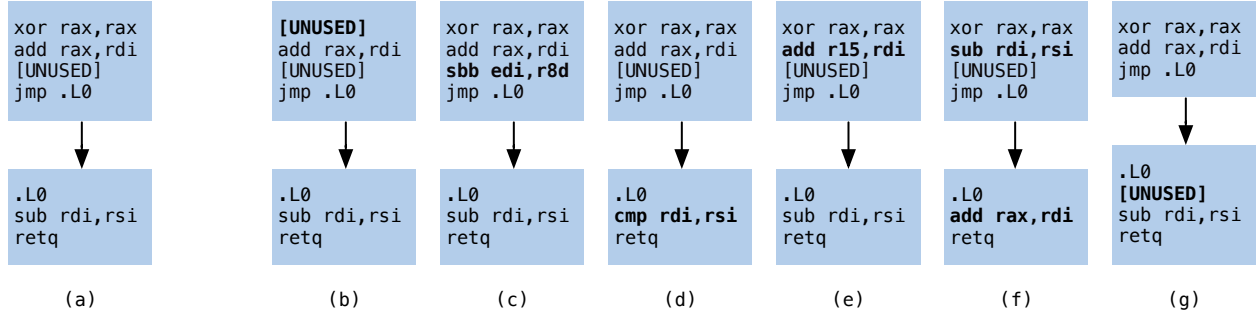 xor rax,rax
add rax,rdi
[UNUSED]
jmp .L0
.L0
sub rdi,rsi
retq
(a)
[UNUSED]
add rax,rdi
[UNUSED]
jmp .L0
.L0
sub rdi,rsi
retq
(b)
xor rax,rax
add rax,rdi
sbb edi,r8d
jmp .L0
.L0
sub rdi,rsi
retq
(c)
xor rax,rax
add rax,rdi
[UNUSED]
jmp .L0
.L0
cmp rdi,rsi
retq
(d)
xor rax,rax
add r15,rdi
[UNUSED]
jmp .L0
.L0
sub rdi,rsi
retq
(e)
xor rax,rax
sub rdi,rsi
[UNUSED]
jmp .L0
.L0
add rax,rdi
retq
(f)
xor rax,rax
add rax,rdi
jmp .L0
.L0
[UNUSED]
sub rdi,rsi
retq
(g)